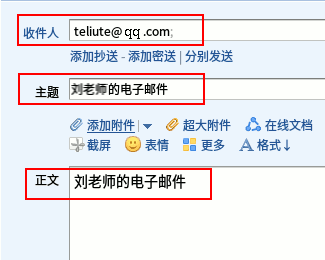 收件人 teliute@qq.com;
添加抄送 - 添加密送 | 分别发送
主题 刘老师的电子邮件
添加附件 | 超大附件 在线文档
截屏 表情 更多 格式↓
正文 刘老师的电子邮件